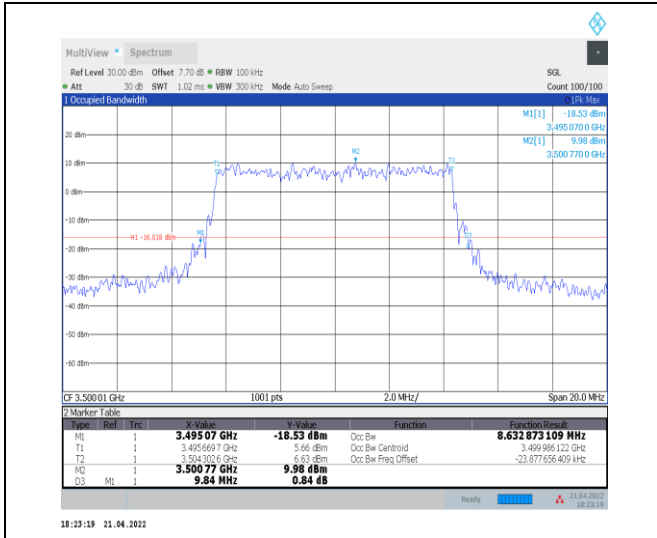 MultiView Spectrum
Ref Level 30.00 dBm Offset 7.70 dB RBW 100 kHz SGL
Att 30 dB SWT 1.02 ms VBW 300 kHz Mode Auto Sweep Count 100/100
1 Occupied Bandwidth 1Pk Max
M1[1] -18.53 dBm
3.495 070 0 GHz
M2[1] 9.98 dBm
3.500 770 0 GHz
20 dBm
M2
T1 T2
10 dBm
0 dBm
-10 dBm
M1 D3
H1 -16.018 dBm
-20 dBm
-30 dBm
-40 dBm
-50 dBm
-60 dBm
CF 3.500 01 GHz 1001 pts 2.0 MHz/ Span 20.0 MHz
2 Marker Table
Type Ref Trc X-Value Y-Value Function Function Result
M1 1 3.495 07 GHz -18.53 dBm Occ Bw 8.632 873 109 MHz
T1 1 3.495 669 7 GHz 5.66 dBm Occ Bw Centroid 3.499 986 122 GHz
T2 1 3.504 302 6 GHz 6.63 dBm Occ Bw Freq Offset -23.877 656 409 kHz
M2 1 3.500 77 GHz 9.98 dBm
D3 M1 1 9.84 MHz 0.84 dB
Ready 21.04.2022
18:23:19
18:23:19 21.04.2022